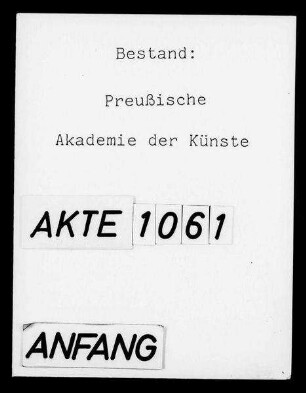 Bestand:
Preußische
Akademie der Künste
AKTE 1061
ANFANG